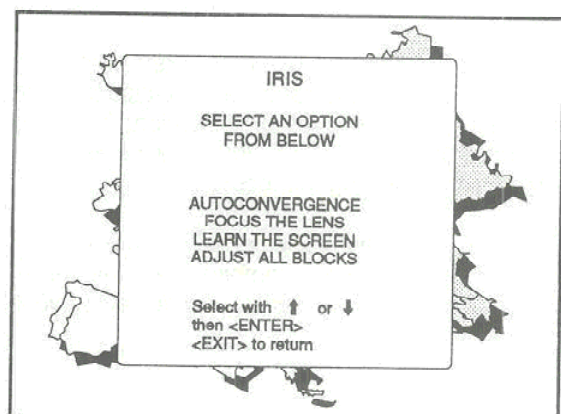 IRIS
SELECT AN OPTION
FROM BELOW
AUTOCONVERGENCE
FOCUS THE LENS
LEARN THE SCREEN
ADJUST ALL BLOCKS
Select with ⬆ or ⬇
then <ENTER>
<EXIT> to return